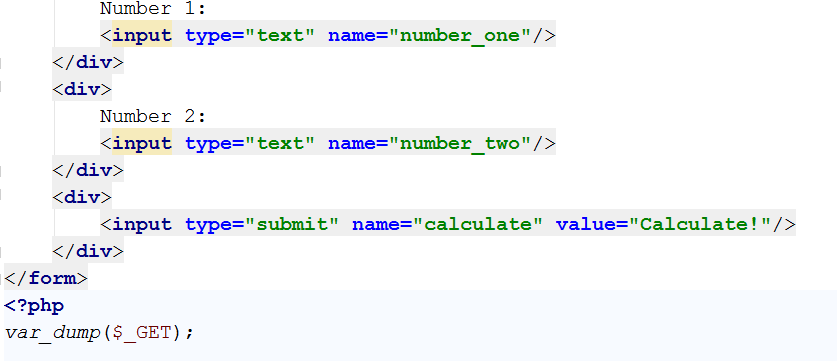 Number 1:
<input type="text" name="number_one"/>
</div>
<div>
Number 2:
<input type="text" name="number_two"/>
</div>
<div>
<input type="submit" name="calculate" value="Calculate!"/>
</div>
</form>
<?php
var_dump($_GET);